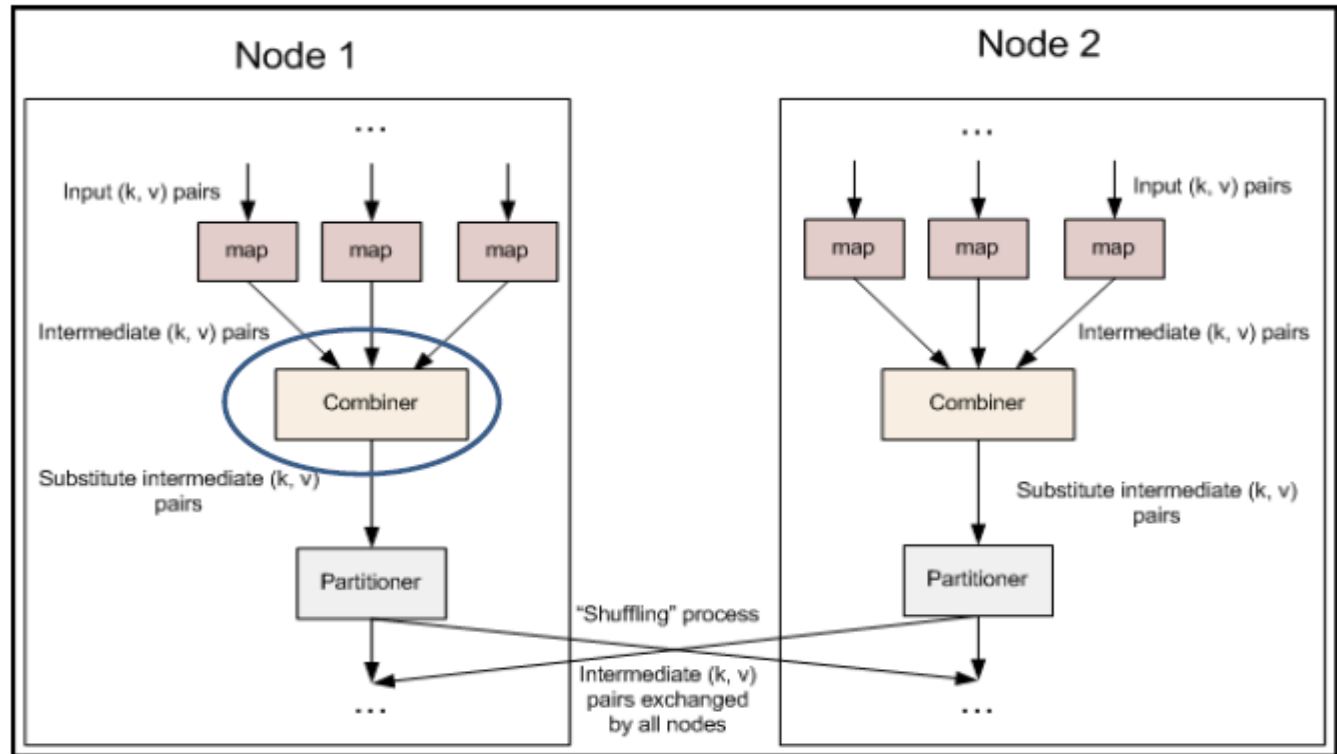 Node 1
Node 2
...
...
Input (k, v) pairs
Input (k, v) pairs
map
map
map
map
map
map
Intermediate (k, v) pairs
Intermediate (k, v) pairs
Combiner
Combiner
Substitute intermediate (k, v)
pairs
Substitute intermediate (k, v)
pairs
Partitioner
Partitioner
“Shuffling” process
Intermediate (k, v)
pairs exchanged
by all nodes
...
...